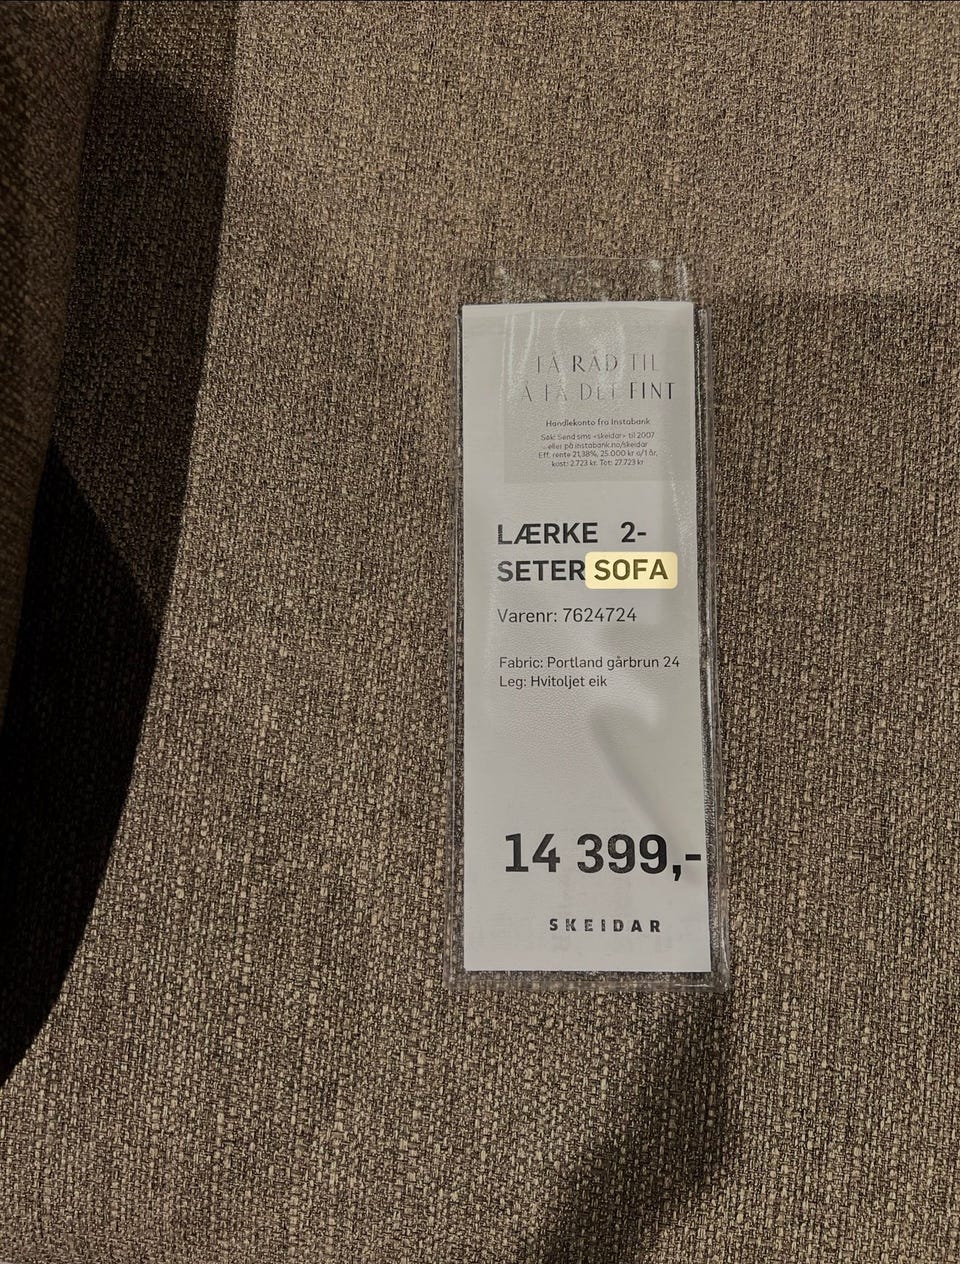 FÅ RÅD TIL
Å FÅ DET FINT
Handlekonto fra Instabank
Søk: Send sms «skeidar» til 2007
eller på instabank.no/skeidar
Eff. rente 21,38%, 25.000 kr o/1 år,
kost: 2.723 kr. Tot: 27.723 kr
LÆRKE 2-
SETER SOFA
Varenr: 7624724
Fabric: Portland gårbrun 24
Leg: Hvitoljet eik
14 399,-
SKEIDAR